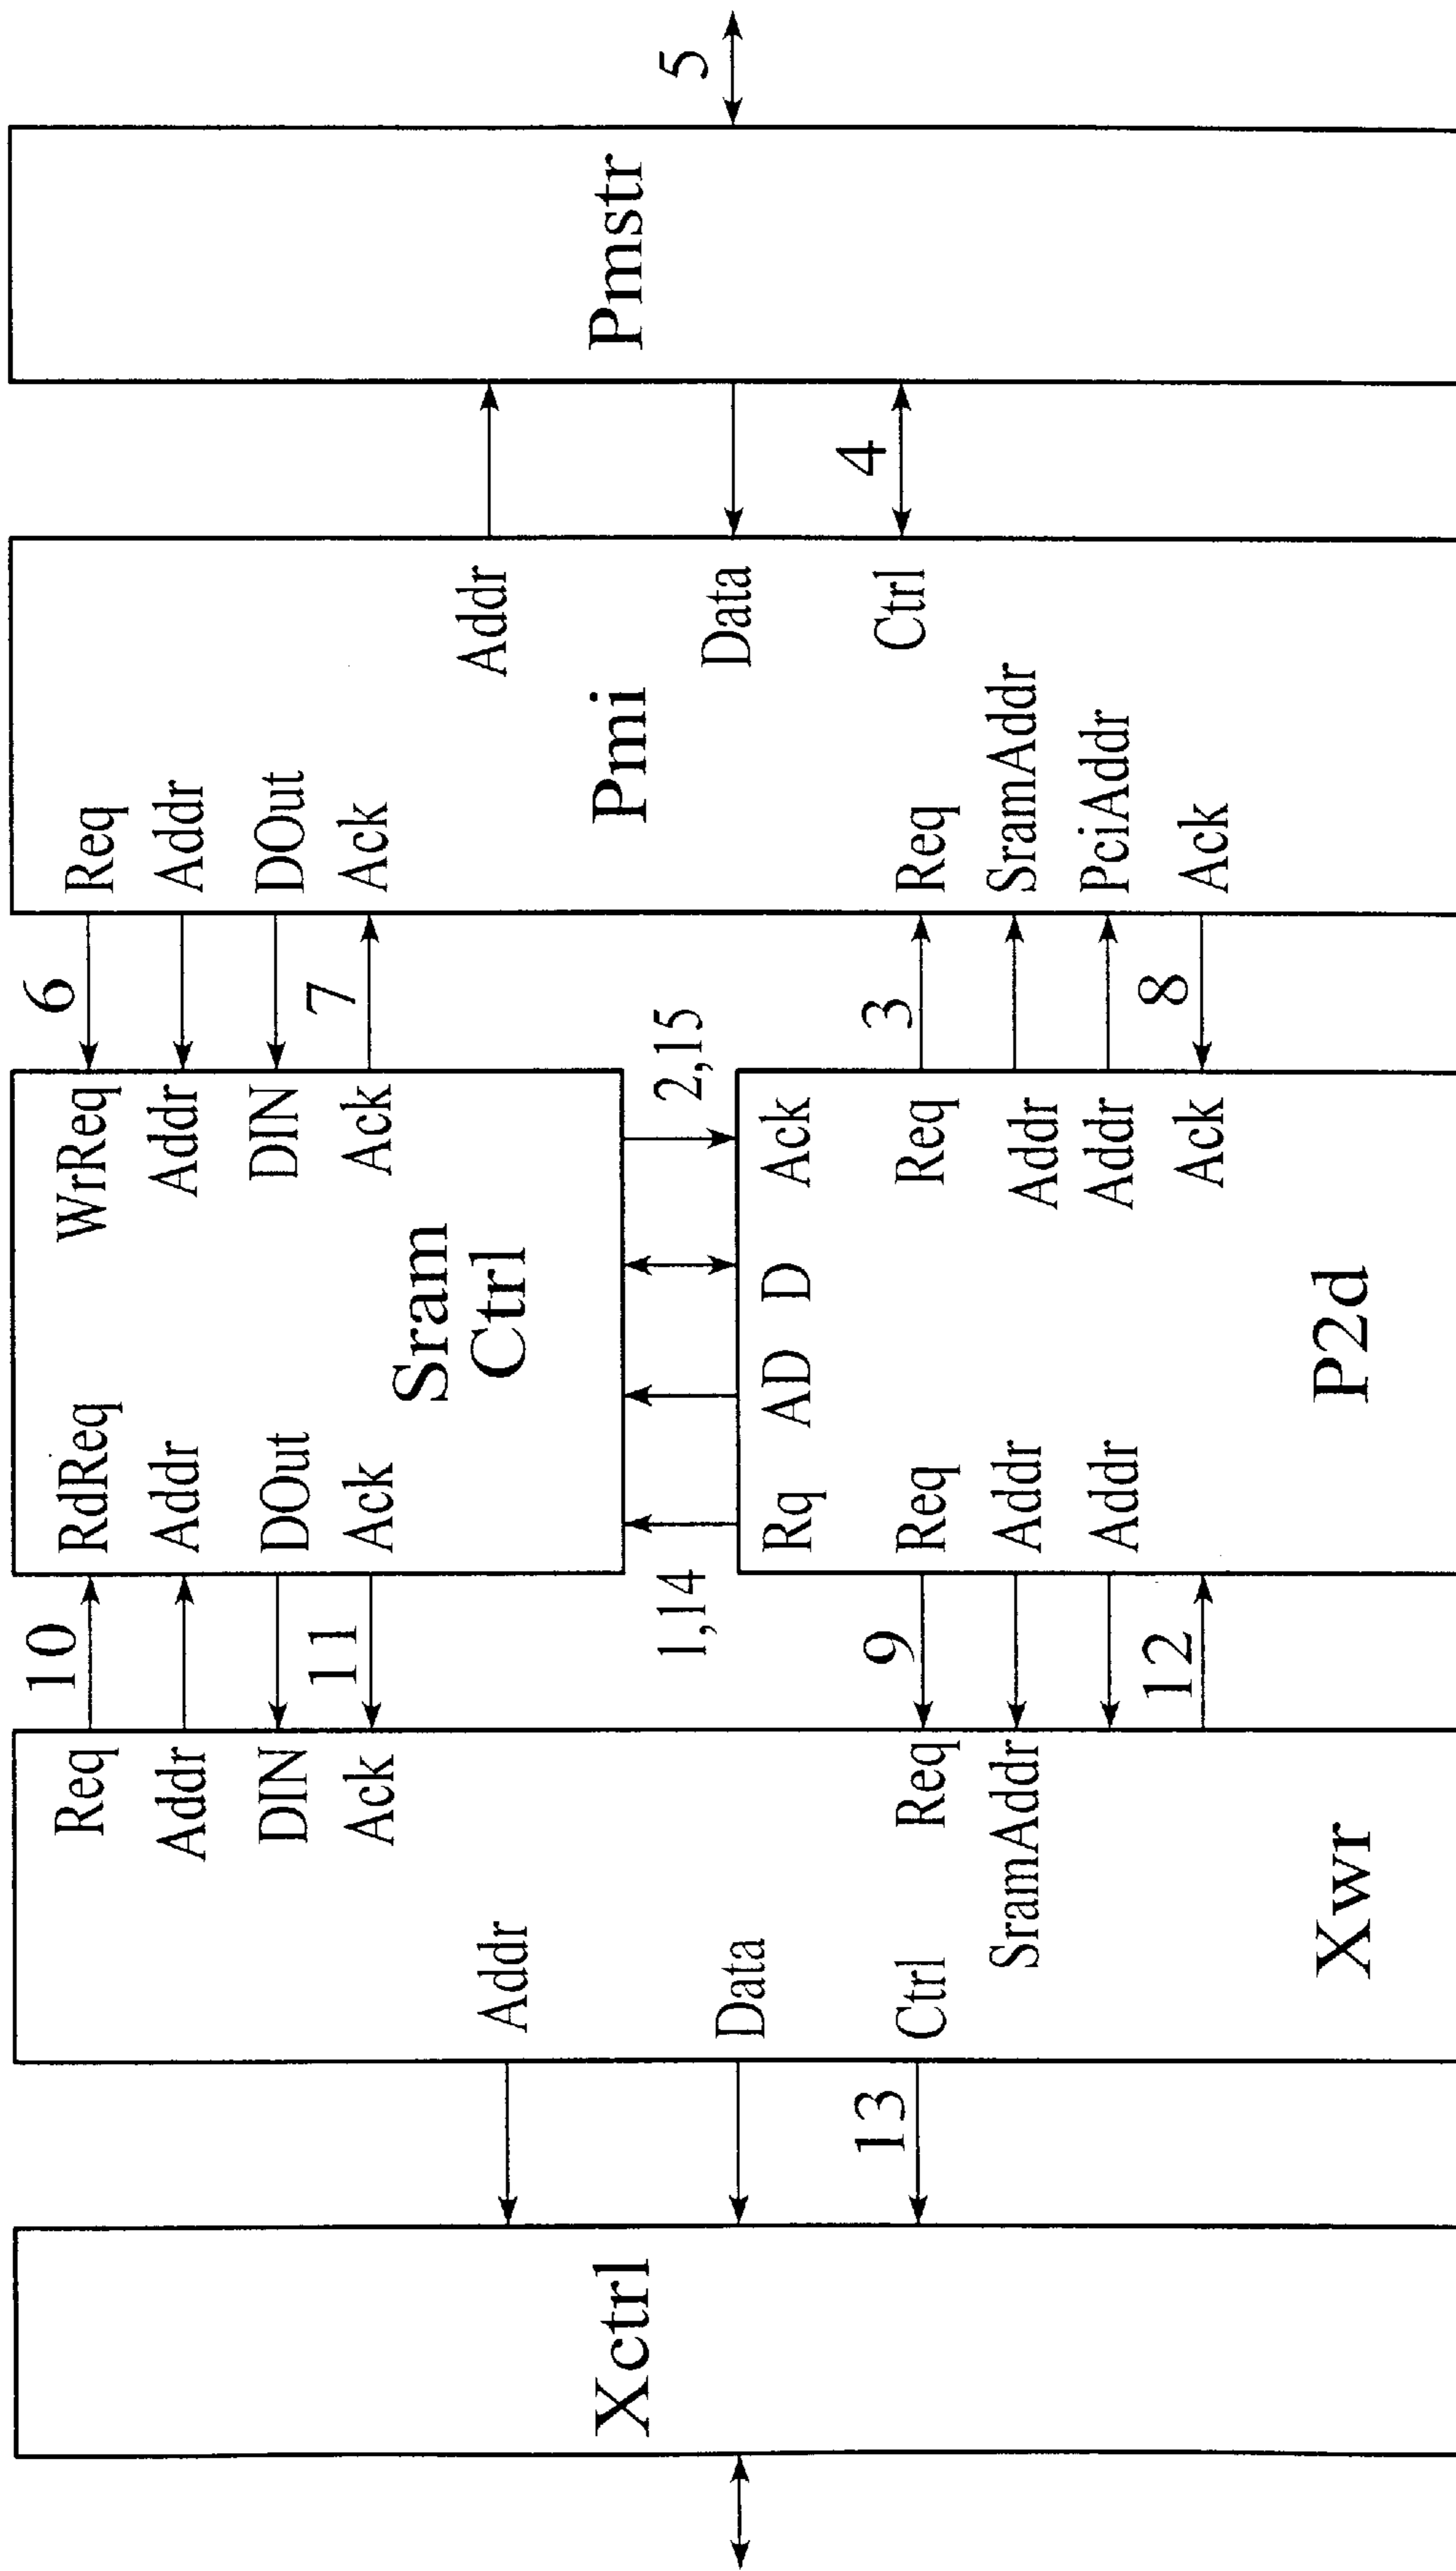 10 6
Req RdReq WrReq Req
Addr Addr Addr Addr
DIN DOut DIN DOut
11 7
Ack Ack Ack Ack
Sram
Addr Ctrl Addr
Xctrl Pmi Pmstr
1,14 2,15 5
Data Data
Rq AD D Ack
13 9 3 4
Ctrl Req Req Req Req Ctrl
SramAddr Addr Addr SramAddr
Addr Addr PciAddr
12 8
Ack Ack
Xwr P2d